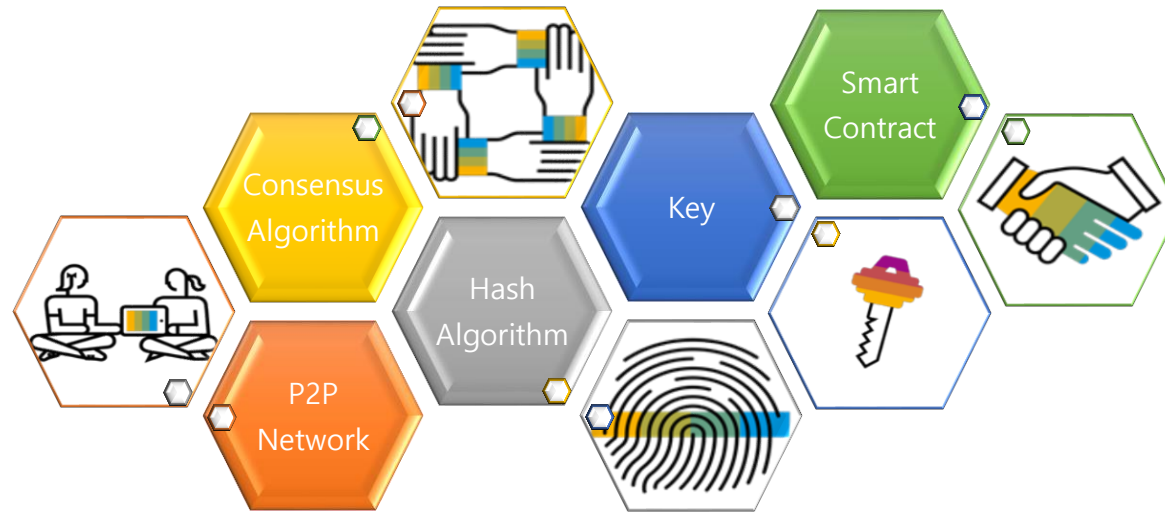 Smart
Contract
Consensus
Algorithm
Key
Hash
Algorithm
P2P
Network